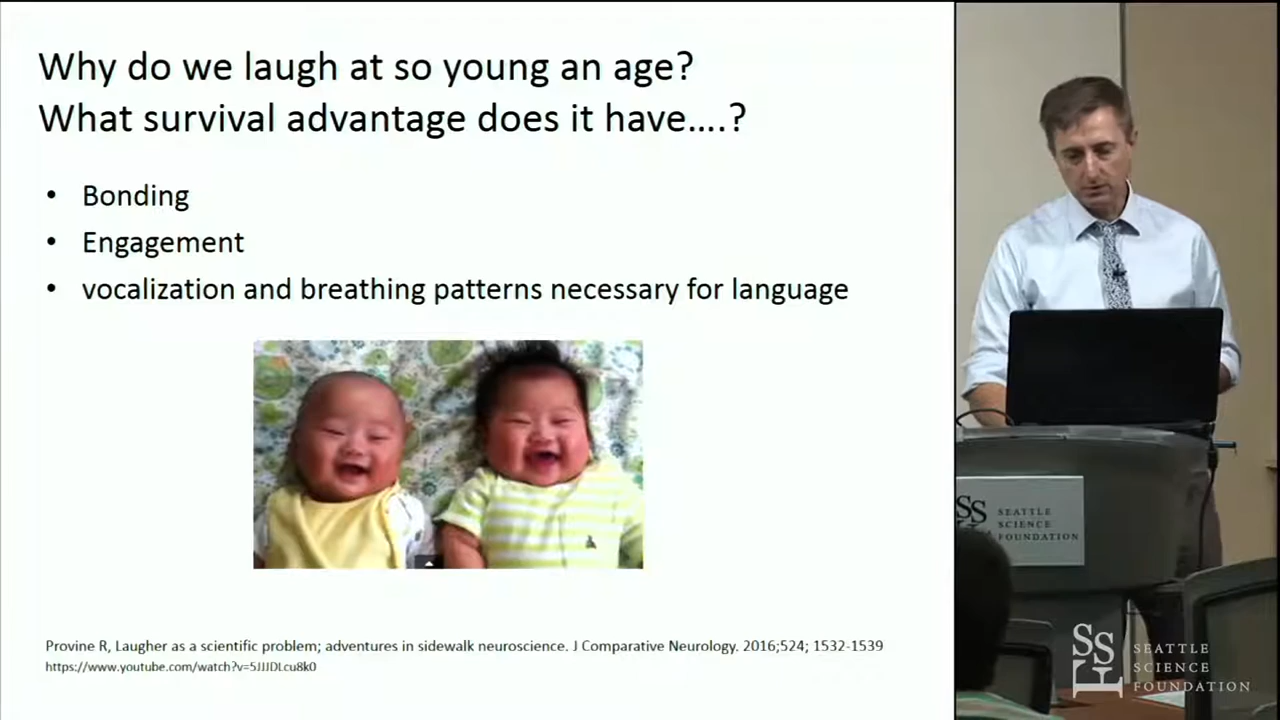 Why do we laugh at so young an age?
What survival advantage does it have....?
• Bonding
• Engagement
• vocalization and breathing patterns necessary for language
Provine R, Laugher as a scientific problem; adventures in sidewalk neuroscience. J Comparative Neurology. 2016;524; 1532-1539
https://www.youtube.com/watch?v=5JJJDLcu8k0
SS
SEATTLE
SCIENCE
FOUNDATION
SSF
SEATTLE
SCIENCE
FOUNDATION